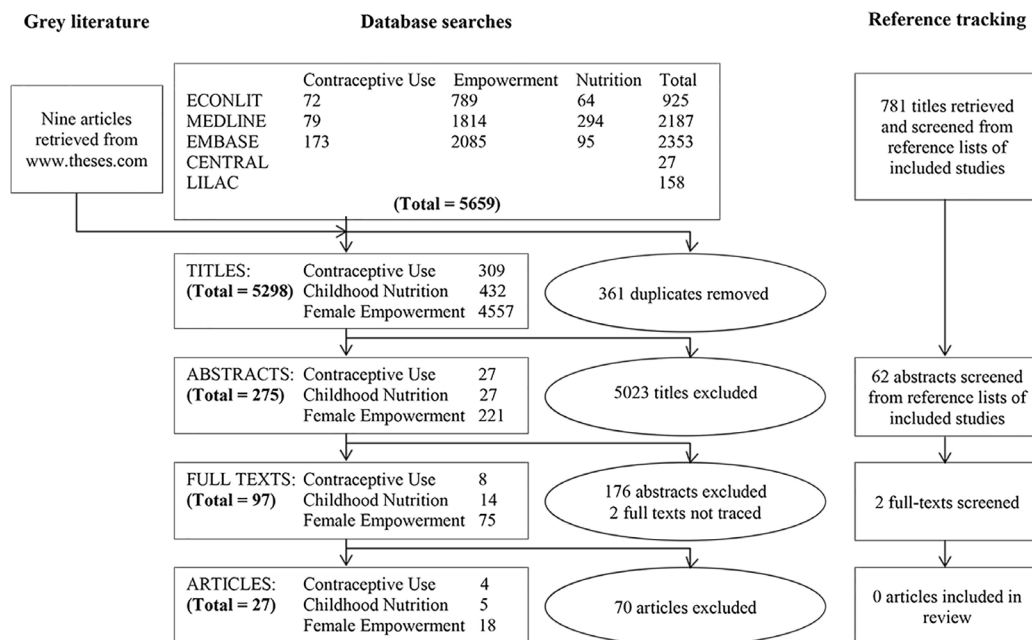 Grey literature
Database searches
Reference tracking
Nine articles
retrieved from
www.theses.com
Contraceptive Use Empowerment Nutrition Total
ECONLIT 72 789 64 925
MEDLINE 79 1814 294 2187
EMBASE 173 2085 95 2353
CENTRAL 27
LILAC 158
(Total = 5659)
781 titles retrieved
and screened from
reference lists of
included studies
TITLES: Contraceptive Use 309
(Total = 5298) Childhood Nutrition 432
Female Empowerment 4557
361 duplicates removed
ABSTRACTS: Contraceptive Use 27
(Total = 275) Childhood Nutrition 27
Female Empowerment 221
5023 titles excluded
62 abstracts screened
from reference lists of
included studies
FULL TEXTS: Contraceptive Use 8
(Total = 97) Childhood Nutrition 14
Female Empowerment 75
176 abstracts excluded
2 full texts not traced
2 full-texts screened
ARTICLES: Contraceptive Use 4
(Total = 27) Childhood Nutrition 5
Female Empowerment 18
70 articles excluded
0 articles included in
review